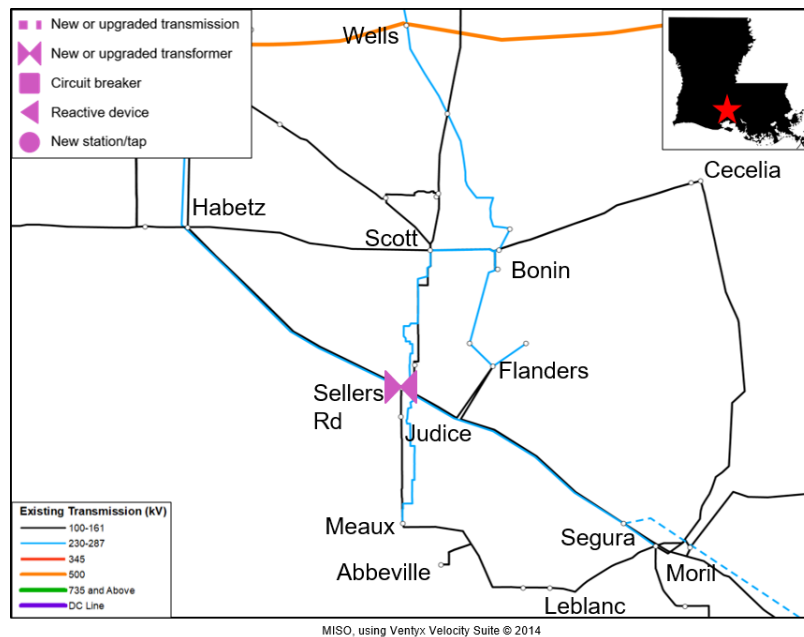 New or upgraded transmission
New or upgraded transformer
Circuit breaker
Reactive device
New station/tap
Wells
Cecelia
Habetz
Scott
Bonin
Flanders
Sellers
Rd
Judice
Meaux
Segura
Abbeville
Moril
Leblanc
Existing Transmission (kV)
100-161
230-287
345
500
735 and Above
DC Line
MISO, using Ventyx Velocity Suite © 2014